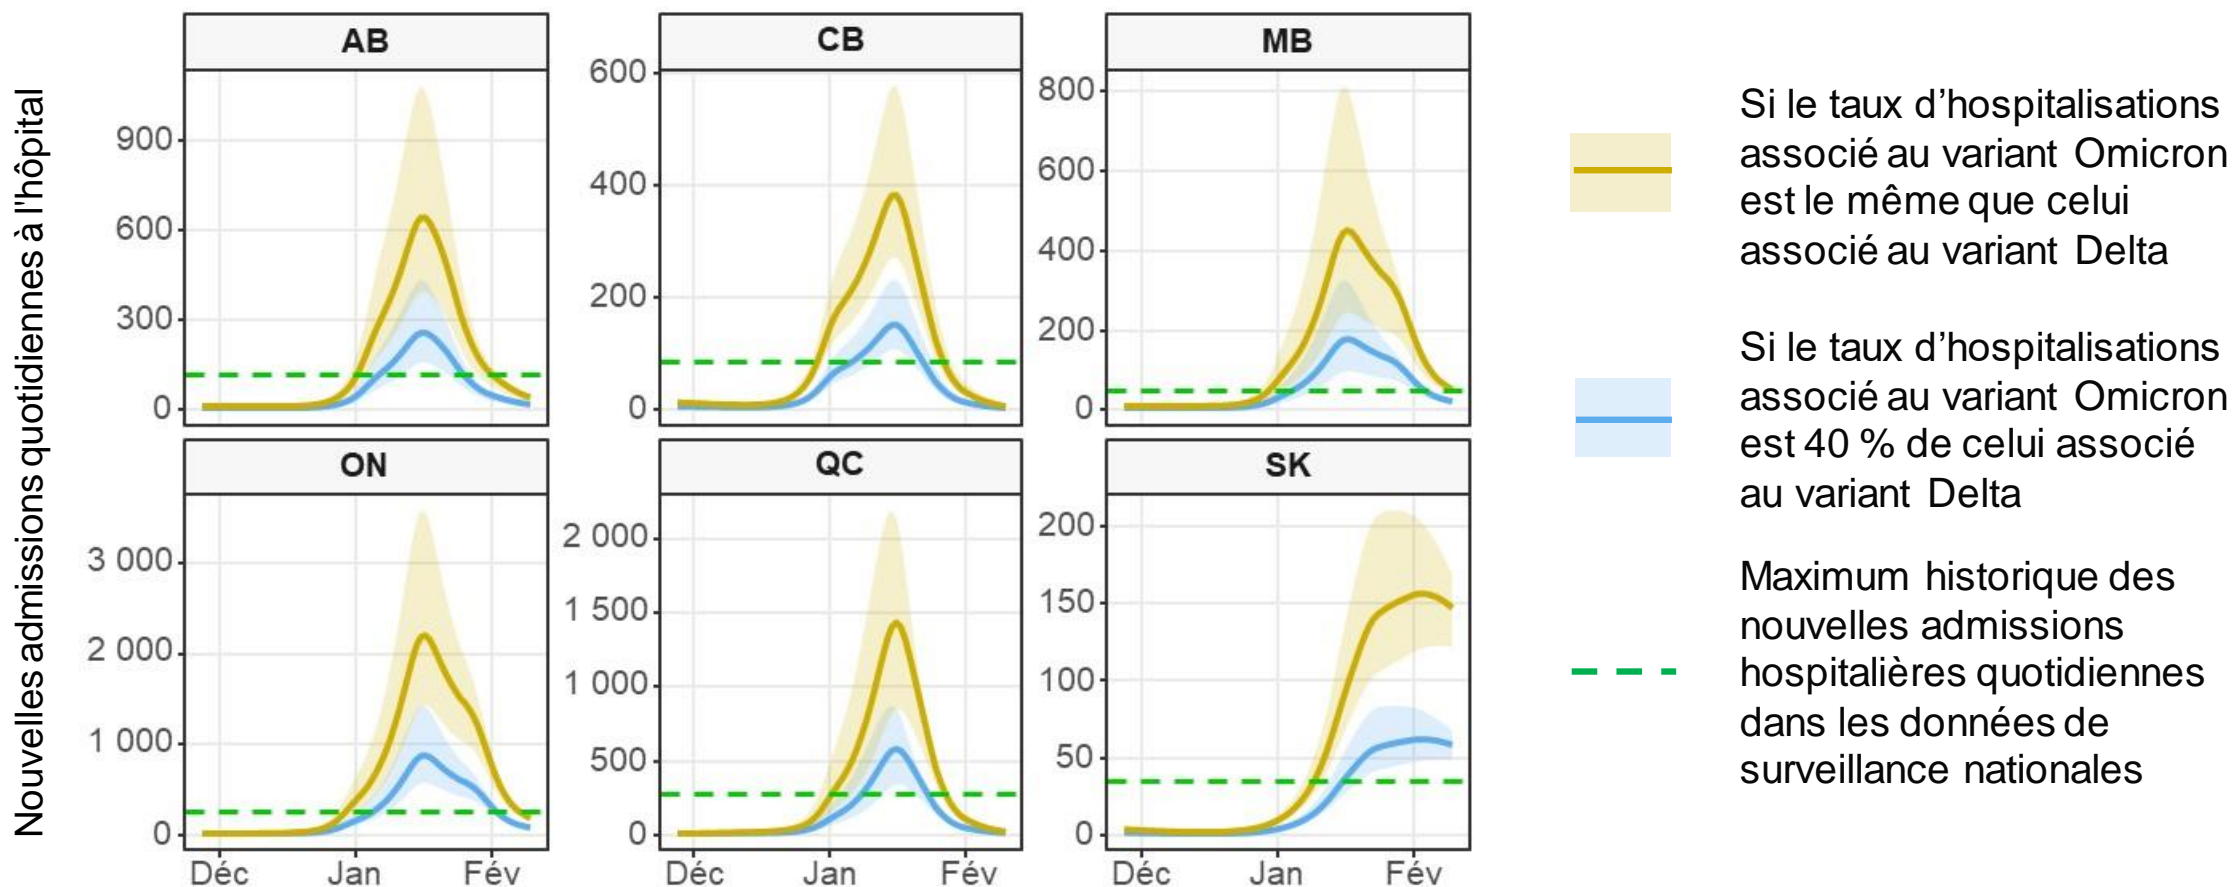 Nouvelles admissions quotidiennes à l'hôpital
AB
900
600
300
0
CB
600
400
200
0
MB
800
600
400
200
0
ON
3 000
2 000
1 000
0
Déc Jan Fév
QC
2 000
1 500
1 000
500
0
Déc Jan Fév
SK
200
150
100
50
0
Déc Jan Fév
Si le taux d’hospitalisations
associé au variant Omicron
est le même que celui
associé au variant Delta
Si le taux d’hospitalisations
associé au variant Omicron
est 40 % de celui associé
au variant Delta
Maximum historique des
nouvelles admissions
hospitalières quotidiennes
dans les données de
surveillance nationales